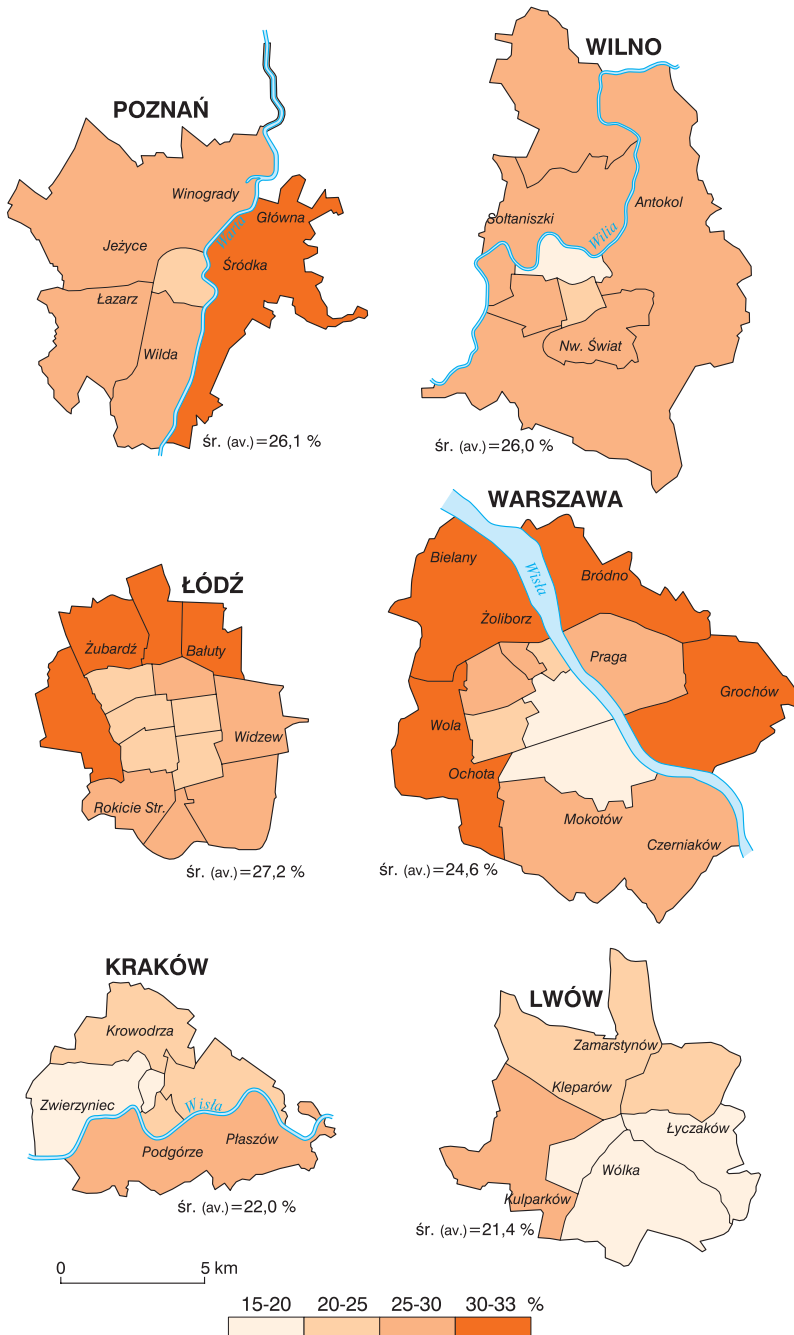 POZNAŃ
Winogrady
Główna
Warta
Jeżyce
Śródka
Łazarz
Wilda
śr. (av.)=26,1 %
WILNO
Antokol
Sołtaniszki
Wilia
Nw. Świat
śr. (av.)=26,0 %
ŁÓDŹ
Żubardź
Bałuty
Widzew
Rokicie Str.
śr. (av.)=27,2 %
WARSZAWA
Bielany
Wisła
Bródno
Żoliborz
Praga
Grochów
Wola
Ochota
Mokotów
Czerniaków
śr. (av.)=24,6 %
KRAKÓW
Krowodrza
Zwierzyniec
Wisła
Płaszów
Podgórze
śr. (av.)=22,0 %
LWÓW
Zamarstynów
Kleparów
Łyczaków
Wólka
Kulparków
śr. (av.)=21,4 %
0 5 km
15-20 20-25 25-30 30-33 %